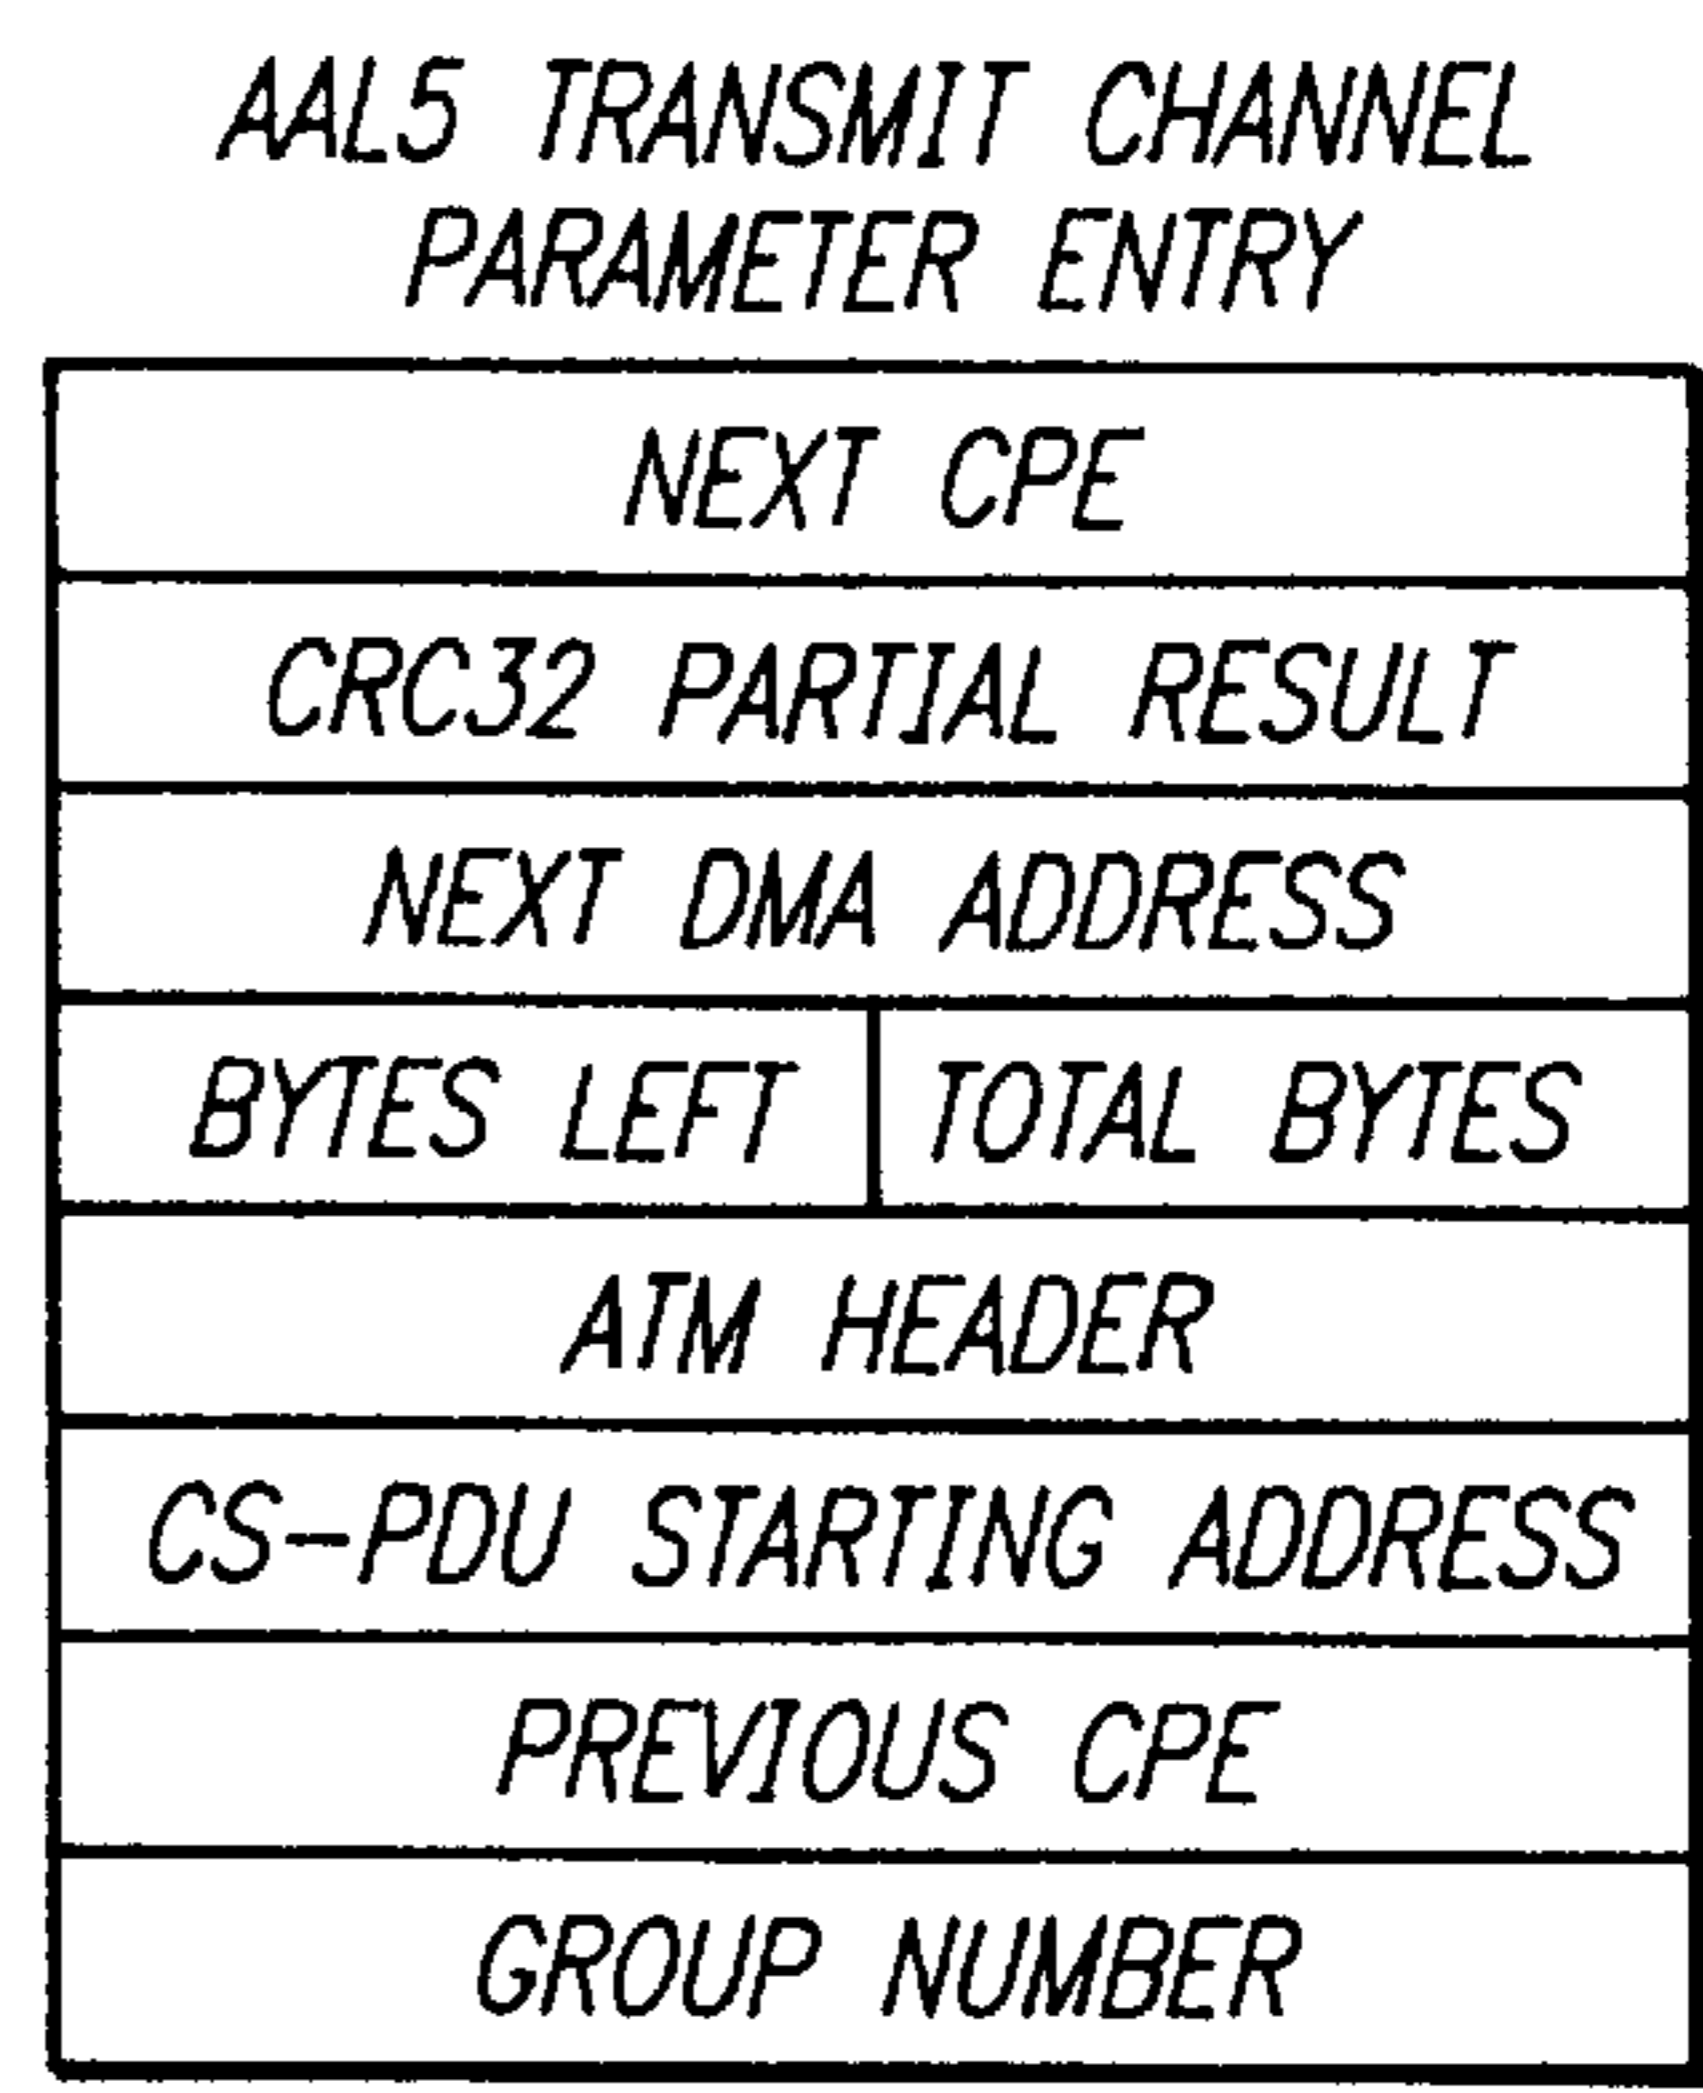 AAL5 TRANSMIT CHANNEL
PARAMETER ENTRY
NEXT CPE
CRC32 PARTIAL RESULT
NEXT DMA ADDRESS
BYTES LEFT TOTAL BYTES
ATM HEADER
CS-PDU STARTING ADDRESS
PREVIOUS CPE
GROUP NUMBER